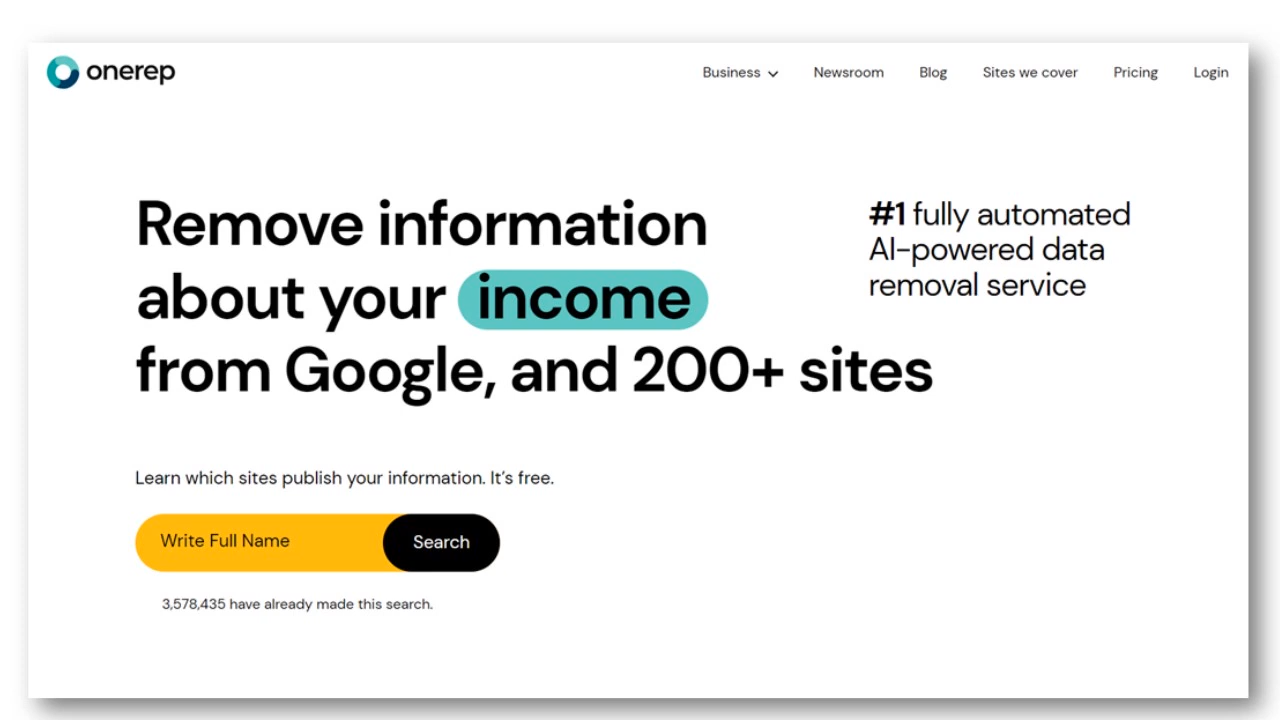 onerep
Business
Newsroom
Blog
Sites we cover
Pricing
Login
Remove information
about your income
from Google, and 200+ sites
#1 fully automated
AI-powered data
removal service
Learn which sites publish your information. It's free.
Write Full Name
Search
3,578,435 have already made this search.